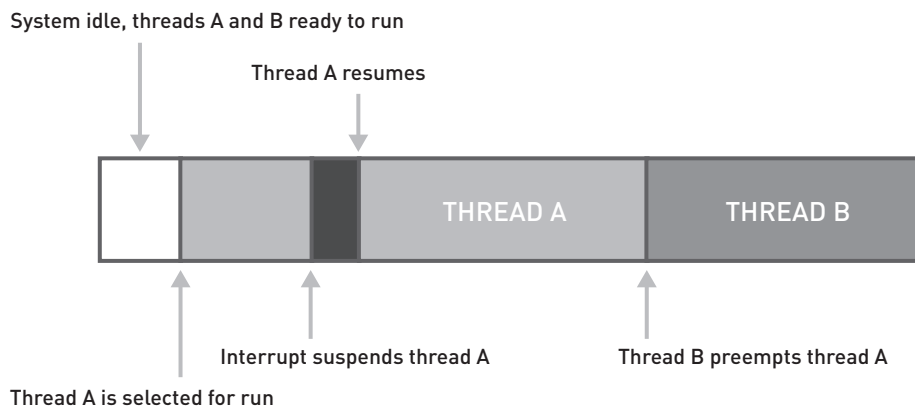 System idle, threads A and B ready to run
Thread A resumes
THREAD A
THREAD B
Interrupt suspends thread A
Thread B preempts thread A
Thread A is selected for run